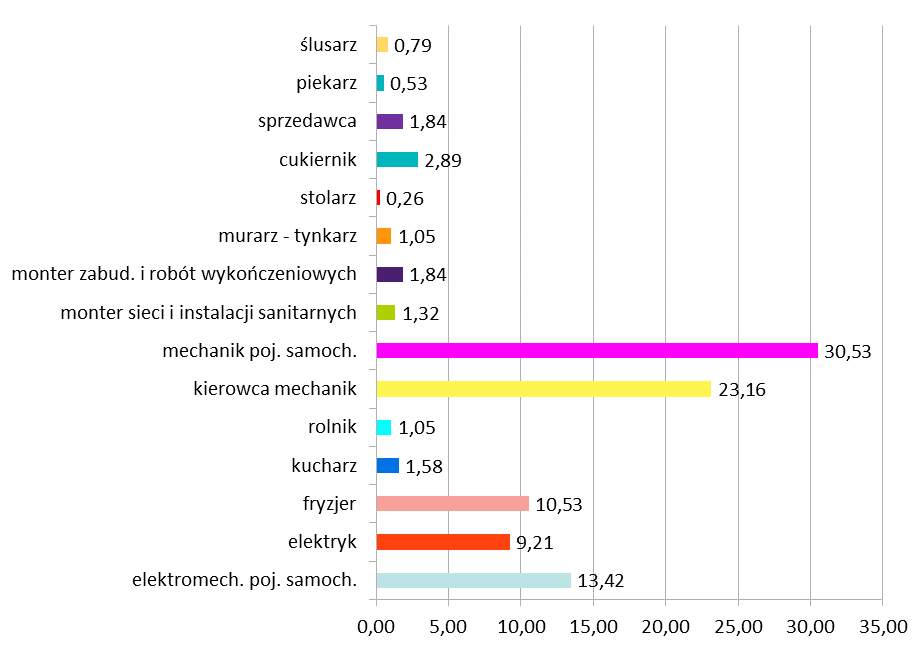 ślusarz 0,79
piekarz 0,53
sprzedawca 1,84
cukiernik 2,89
stolarz 0,26
murarz - tynkarz 1,05
monter zabud. i robót wykończeniowych 1,84
monter sieci i instalacji sanitarnych 1,32
mechanik poj. samoch. 30,53
kierowca mechanik 23,16
rolnik 1,05
kucharz 1,58
fryzjer 10,53
elektryk 9,21
elektromech. poj. samoch. 13,42
0,00 5,00 10,00 15,00 20,00 25,00 30,00 35,00